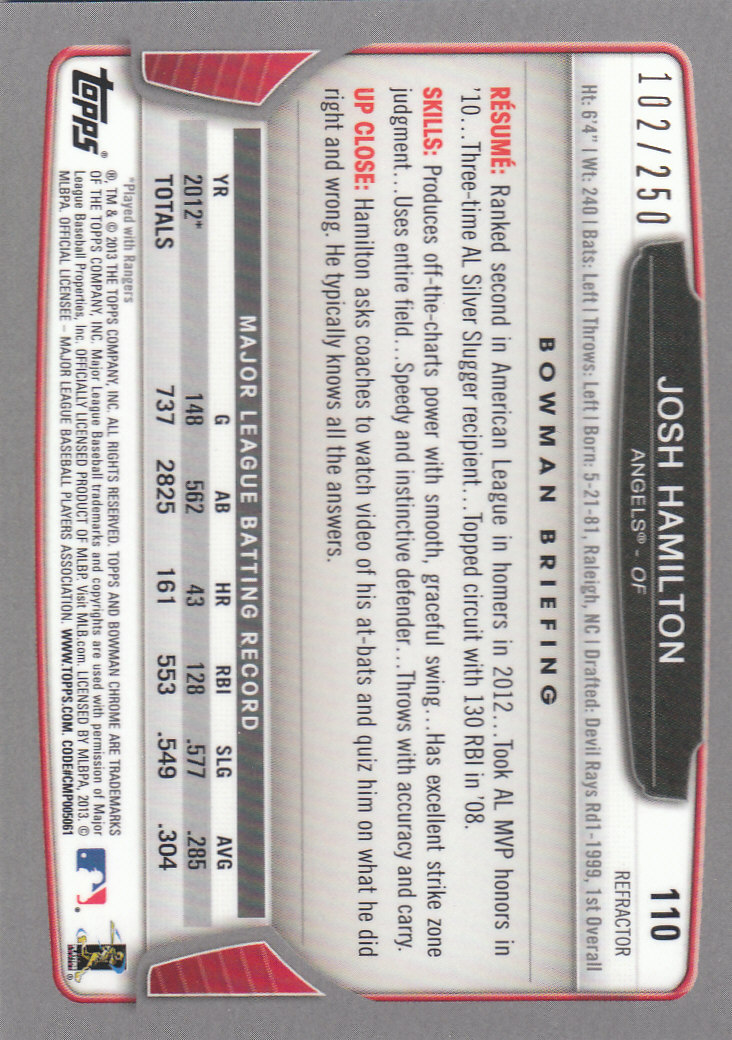 102/250
JOSH HAMILTON
110
ANGELS® - OF
REFRACTOR
Ht: 6'4" | Wt: 240 | Bats: Left | Throws: Left | Born: 5-21-81, Raleigh, NC | Drafted: Devil Rays Rd1-1999, 1st Overall
BOWMAN BRIEFING
RÉSUMÉ: Ranked second in American League in homers in 2012...Took AL MVP honors in
'10...Three-time AL Silver Slugger recipient...Topped circuit with 130 RBI in '08.
SKILLS: Produces off-the-charts power with smooth, graceful swing...Has excellent strike zone
judgment...Uses entire field...Speedy and instinctive defender...Throws with accuracy and carry.
UP CLOSE: Hamilton asks coaches to watch video of his at-bats and quiz him on what he did
right and wrong. He typically knows all the answers.
MAJOR LEAGUE BATTING RECORD
YR G AB HR RBI SLG AVG
2012* 148 562 43 128 .577 .285
TOTALS 737 2825 161 553 .549 .304
*Played with Rangers
topps®
®, TM & © 2013 THE TOPPS COMPANY, INC. ALL RIGHTS RESERVED. TOPPS AND BOWMAN CHROME ARE TRADEMARKS
OF THE TOPPS COMPANY, INC. Major League Baseball trademarks and copyrights are used with permission of Major
League Baseball Properties, Inc. OFFICIALLY LICENSED PRODUCT OF MLBP. Visit MLB.com. LICENSED BY MLBPA, 2013. ©
MLBPA. OFFICIAL LICENSEE – MAJOR LEAGUE BASEBALL PLAYERS ASSOCIATION. WWW.TOPPS.COM. CODE#CMP005061